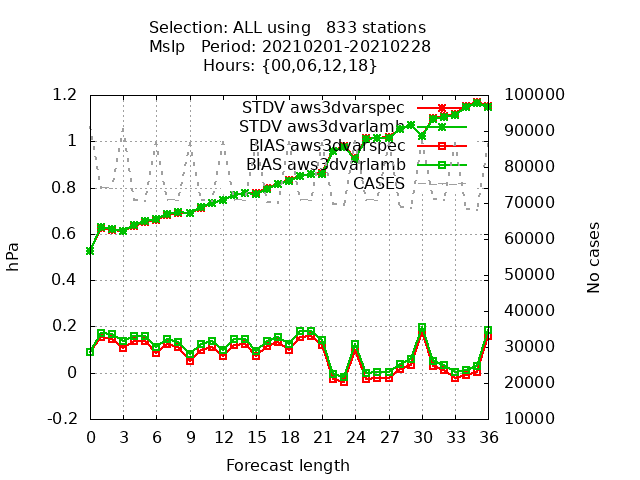 Selection: ALL using   833 stations
Mslp   Period: 20210201-20210228
Hours: {00,06,12,18}
STDV aws3dvarspec
STDV aws3dvarlamb
BIAS aws3dvarspec
BIAS aws3dvarlamb
CASES
hPa
1.2
1
0.8
0.6
0.4
0.2
0
-0.2
No cases
100000
90000
80000
70000
60000
50000
40000
30000
20000
10000
0 3 6 9 12 15 18 21 24 27 30 33 36
Forecast length